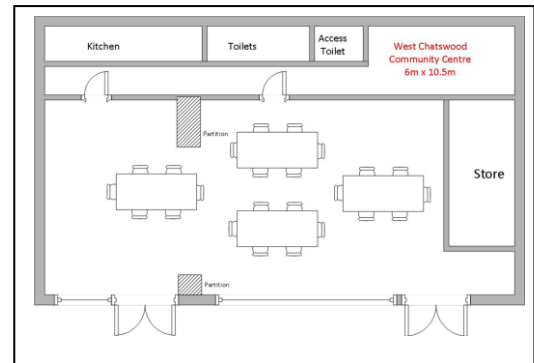 Kitchen
Toilets
Access
Toilet
West Chatswood
Community Centre
6m x 10.5m
Partition
Store
Partition